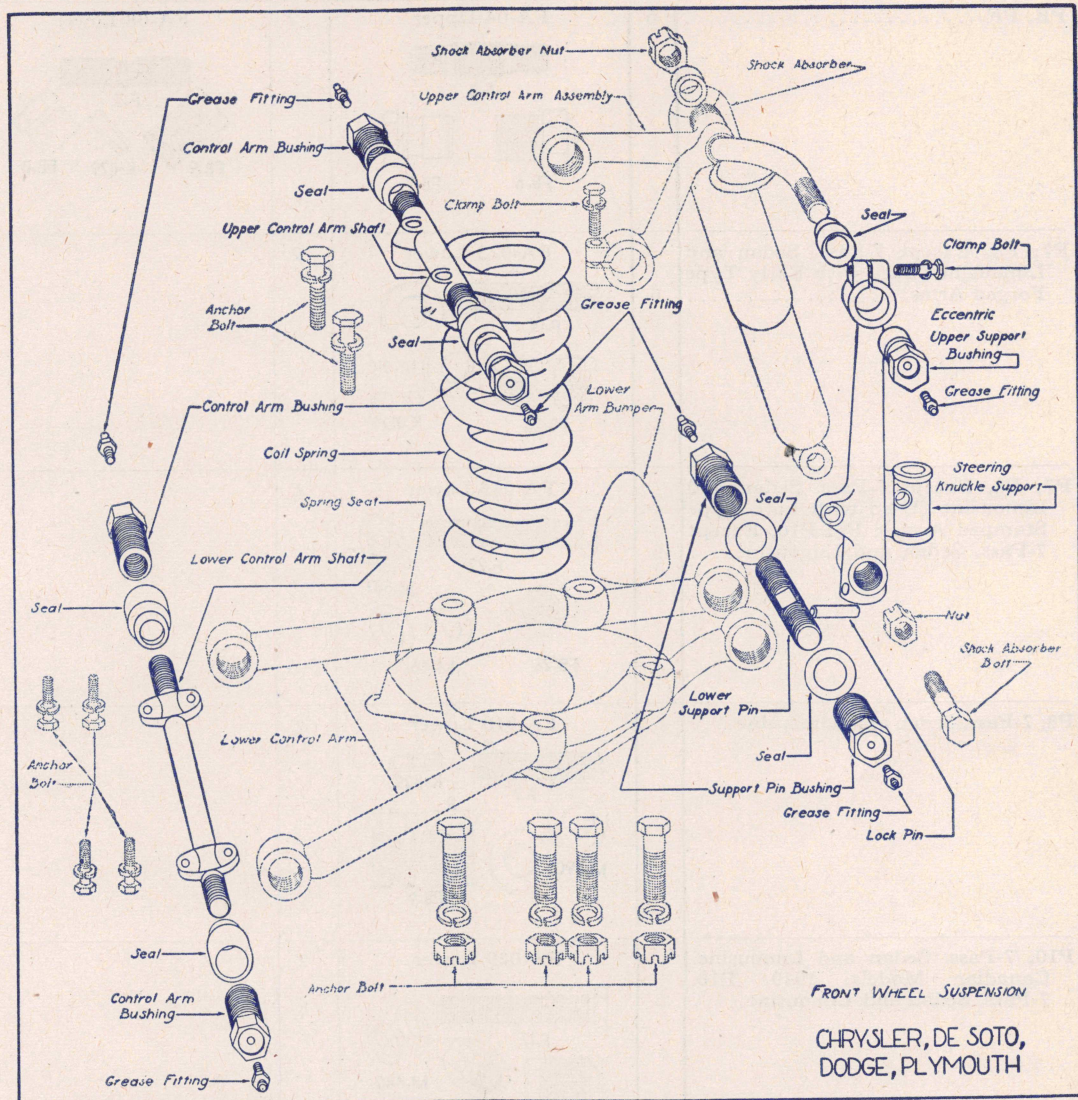 Shock Absorber Nut
Shock Absorber
Grease Fitting
Upper Control Arm Assembly
Control Arm Bushing
Seal
Clamp Bolt
Seal
Upper Control Arm Shaft
Clamp Bolt
Anchor
Bolt
Grease Fitting
Eccentric
Upper Support
Bushing
Seal
Lower
Arm Bumper
Grease Fitting
Control Arm Bushing
Coil Spring
Steering
Knuckle Support
Spring Seat
Seal
Lower Control Arm Shaft
Seal
Nut
Shock Absorber
Bolt
Lower
Support Pin
Lower Control Arm
Seal
Anchor
Bolt
Support Pin Bushing
Grease Fitting
Lock Pin
Seal
Anchor Bolt
Control Arm
Bushing
Grease Fitting
FRONT WHEEL SUSPENSION
CHRYSLER, DE SOTO,
DODGE, PLYMOUTH